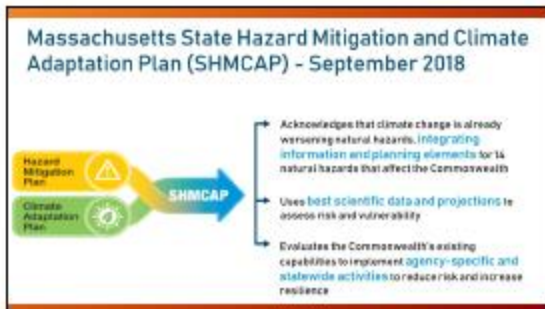 Massachusetts State Hazard Mitigation and Climate
Adaptation Plan (SHMCAP) - September 2018
Hazard
Mitigation
Plan
Climate
Adaptation
Plan
SHMCAP
Acknowledges that climate change is already
worsening natural hazards, integrating
information and planning elements for 14
natural hazards that affect the Commonwealth
Uses best scientific data and projections to
assess risk and vulnerability
Evaluates the Commonwealth's existing
capabilities to implement agency-specific and
statewide activities to reduce risk and increase
resilience